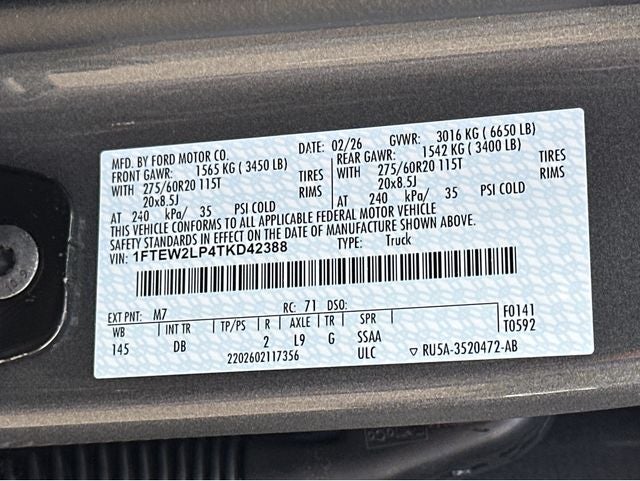 MFD. BY FORD MOTOR CO. DATE: 02/26 GVWR: 3016 KG ( 6650 LB)
FRONT GAWR: 1565 KG ( 3450 LB) REAR GAWR: 1542 KG ( 3400 LB)
WITH 275/60R20 115T TIRES WITH 275/60R20 115T TIRES
20x8.5J RIMS 20x8.5J RIMS
AT 240 kPa/ 35 PSI COLD AT 240 kPa/ 35 PSI COLD
THIS VEHICLE CONFORMS TO ALL APPLICABLE FEDERAL MOTOR VEHICLE
SAFETY STANDARDS IN EFFECT ON THE DATE OF MANUFACTURE SHOWN ABOVE.
VIN: 1FTEW2LP4TKD42388 TYPE: Truck
EXT PNT: M7 RC: 71 DSO: F0141
WB INT TR TP/PS R AXLE TR SPR T0592
145 DB 2 L9 G SSAA
2202602117356 ULC ▽ RU5A-3520472-AB